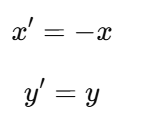 x′ = −x
y′ = y